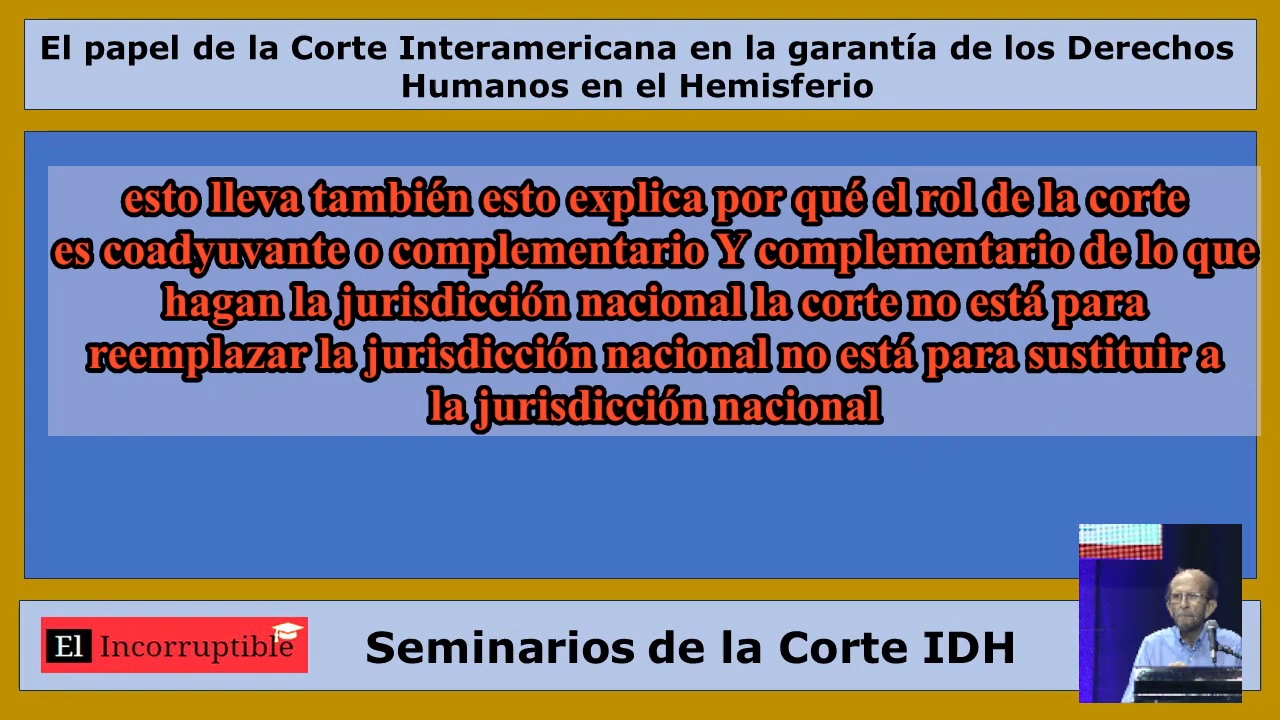 El papel de la Corte Interamericana en la garantía de los Derechos
Humanos en el Hemisferio
esto lleva también esto explica por qué el rol de la corte
es coadyuvante o complementario Y complementario de lo que
hagan la jurisdicción nacional la corte no está para
reemplazar la jurisdicción nacional no está para sustituir a
la jurisdicción nacional
El Incorruptible
Seminarios de la Corte IDH